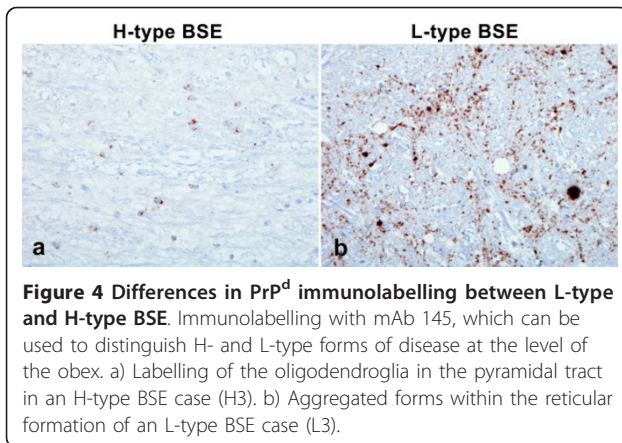 H-type BSE L-type BSE
a b
Figure 4 Differences in PrPd immunolabelling between L-type
and H-type BSE. Immunolabelling with mAb 145, which can be
used to distinguish H- and L-type forms of disease at the level of
the obex. a) Labelling of the oligodendroglia in the pyramidal tract
in an H-type BSE case (H3). b) Aggregated forms within the reticular
formation of an L-type BSE case (L3).